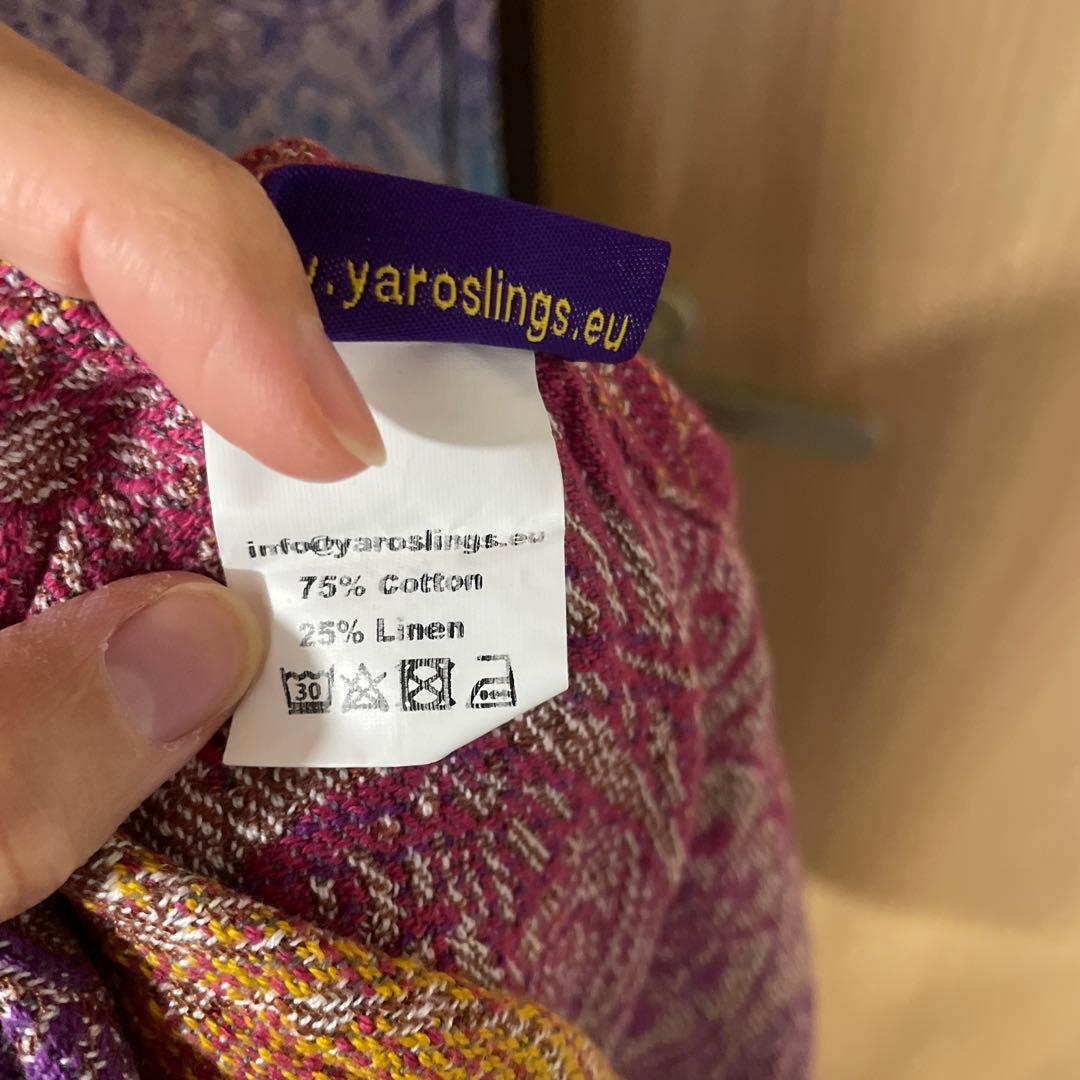 .yaroslings.eu
info@yaroslings.eu
75% Cotton
25% Linen
30